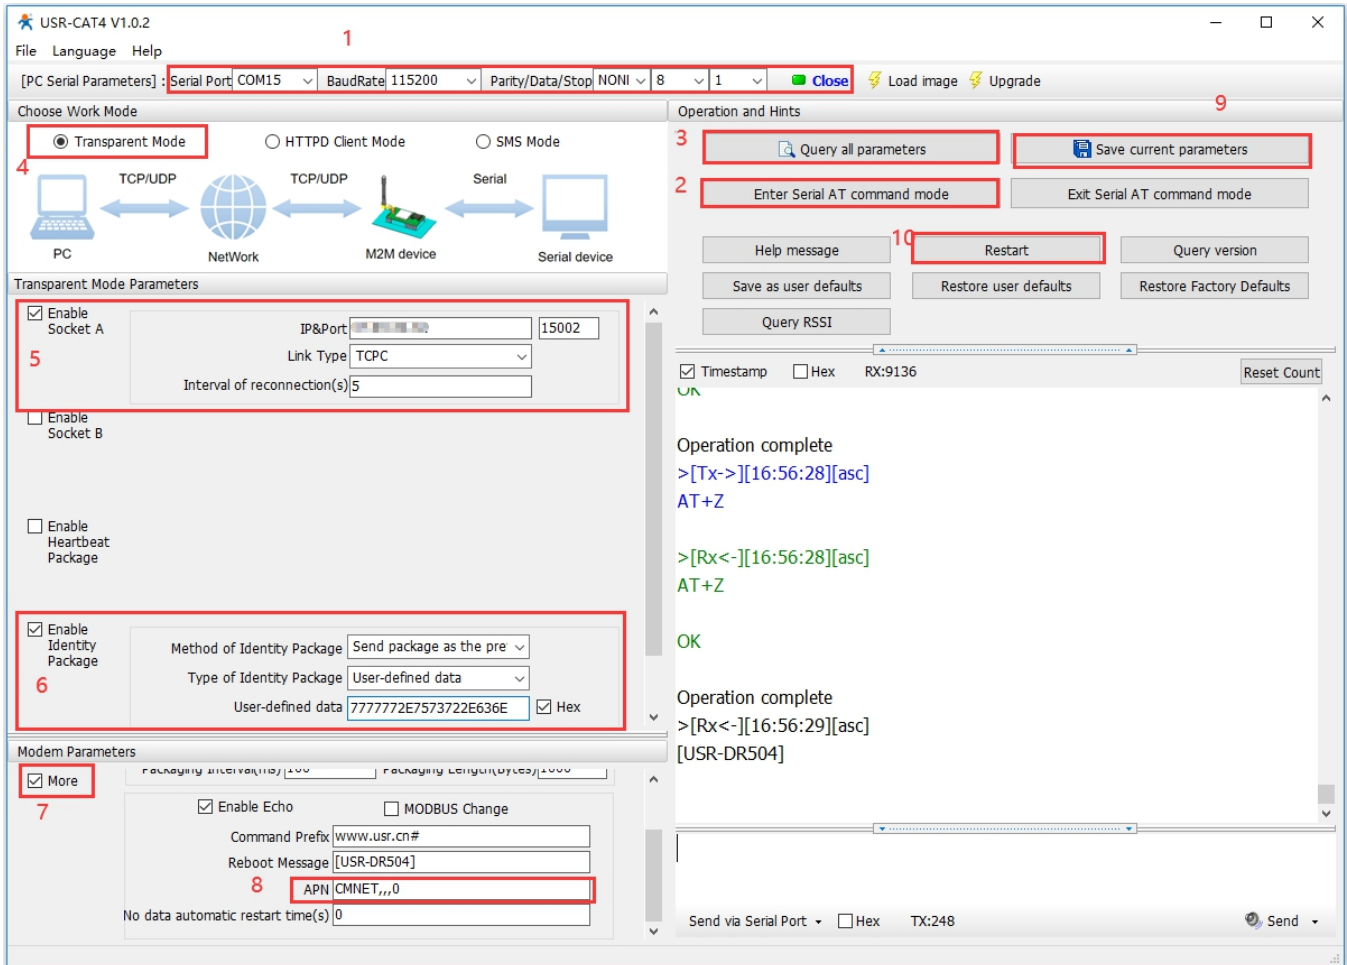 USR-CAT4 V1.0.2
File Language Help
1
[PC Serial Parameters] : Serial Port COM15 BaudRate 115200 Parity/Data/Stop NONI 8 1 Close Load image Upgrade
Choose Work Mode
Transparent Mode HTTPD Client Mode SMS Mode
4
TCP/UDP TCP/UDP Serial
PC NetWork M2M device Serial device
Transparent Mode Parameters
Enable
Socket A
5
IP&Port 15002
Link Type TCPC
Interval of reconnection(s) 5
Enable
Socket B
Enable
Heartbeat
Package
Enable
Identity
Package
6
Method of Identity Package Send package as the pre
Type of Identity Package User-defined data
User-defined data 7777772E7573722E636E Hex
Modem Parameters
More
7
Packaging Interval(ms) 100 Packaging Length(Bytes) 1000
Enable Echo MODBUS Change
Command Prefix www.usr.cn#
Reboot Message [USR-DR504]
8
APN CMNET,,,0
No data automatic restart time(s) 0
Operation and Hints
9
3
Query all parameters Save current parameters
2
Enter Serial AT command mode Exit Serial AT command mode
10
Help message Restart Query version
Save as user defaults Restore user defaults Restore Factory Defaults
Query RSSI
Timestamp Hex RX:9136 Reset Count
OK
Operation complete
>[Tx->][16:56:28][asc]
AT+Z
>[Rx<-][16:56:28][asc]
AT+Z
OK
Operation complete
>[Rx<-][16:56:29][asc]
[USR-DR504]
Send via Serial Port Hex TX:248 Send